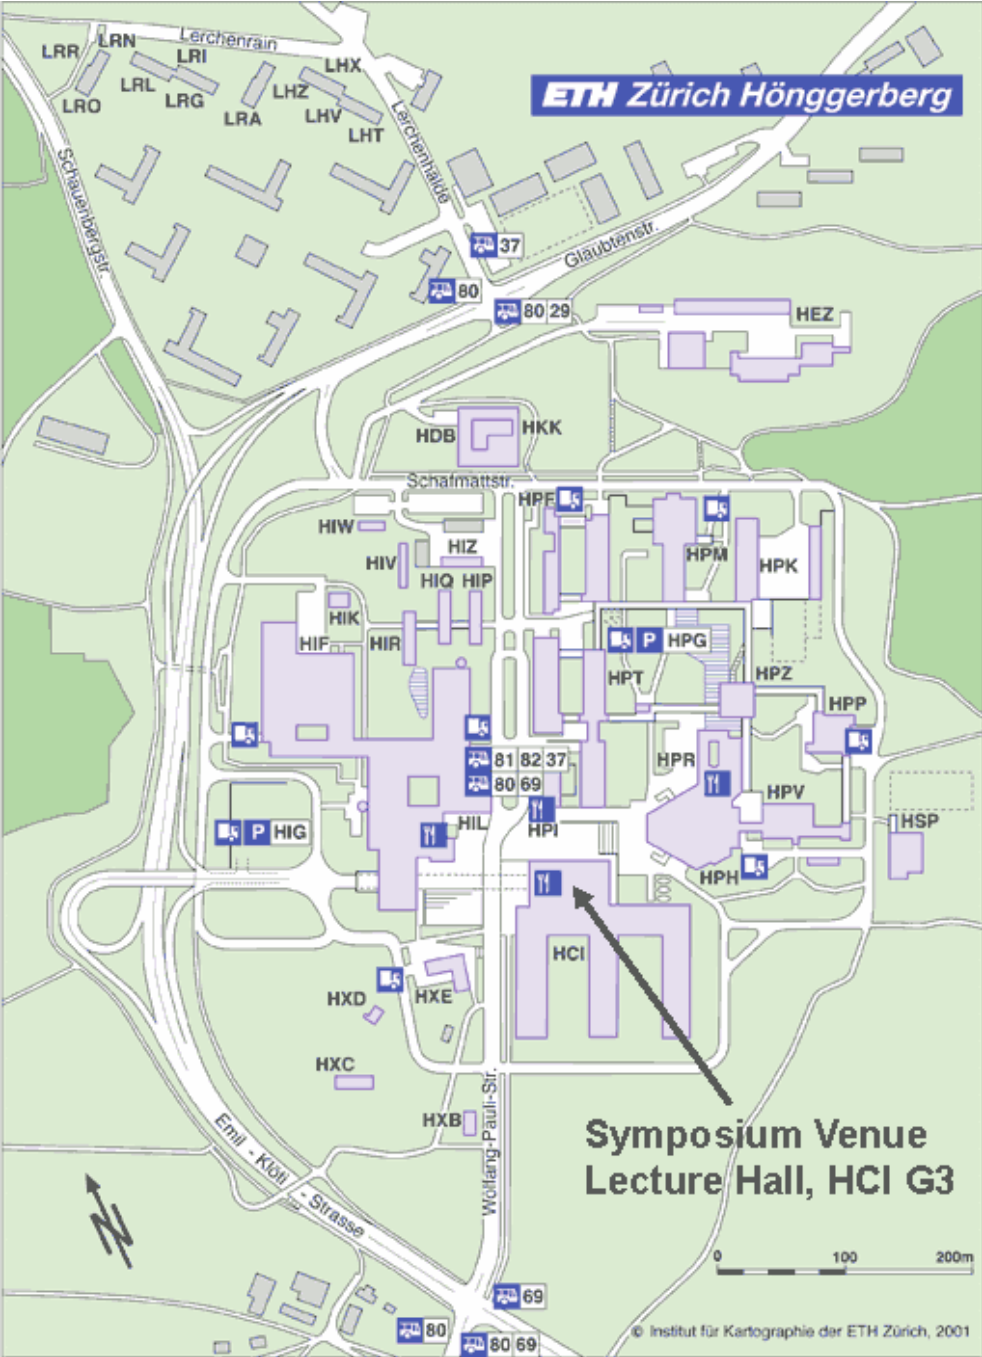 Lerchenrain
LRR
LRN
LRI
LRO
LRL
LRG
LRA
LHZ
LHX
LHV
LHT
ETH Zürich Hönggerberg
Lerchenhalde
Schauenbergstr.
37
Glaubtenstr.
80
80 29
HEZ
HDB
HKK
Schafmattstr.
HPF
HIW
HIZ
HPM
HIV
HPK
HIQ HIP
HIK
HIF
HIR
P HPG
HPT
HPZ
HPP
81 82 37
80 69
HPR
HPV
HIL
HPI
HSP
P HIG
HPH
HCI
HXD
HXE
HXC
HXB
Wolfgang-Pauli-Str.
Symposium Venue
Lecture Hall, HCI G3
Emil - Klöti - Strasse
N
0 100 200m
69
80
80 69
© Institut für Kartographie der ETH Zürich, 2001